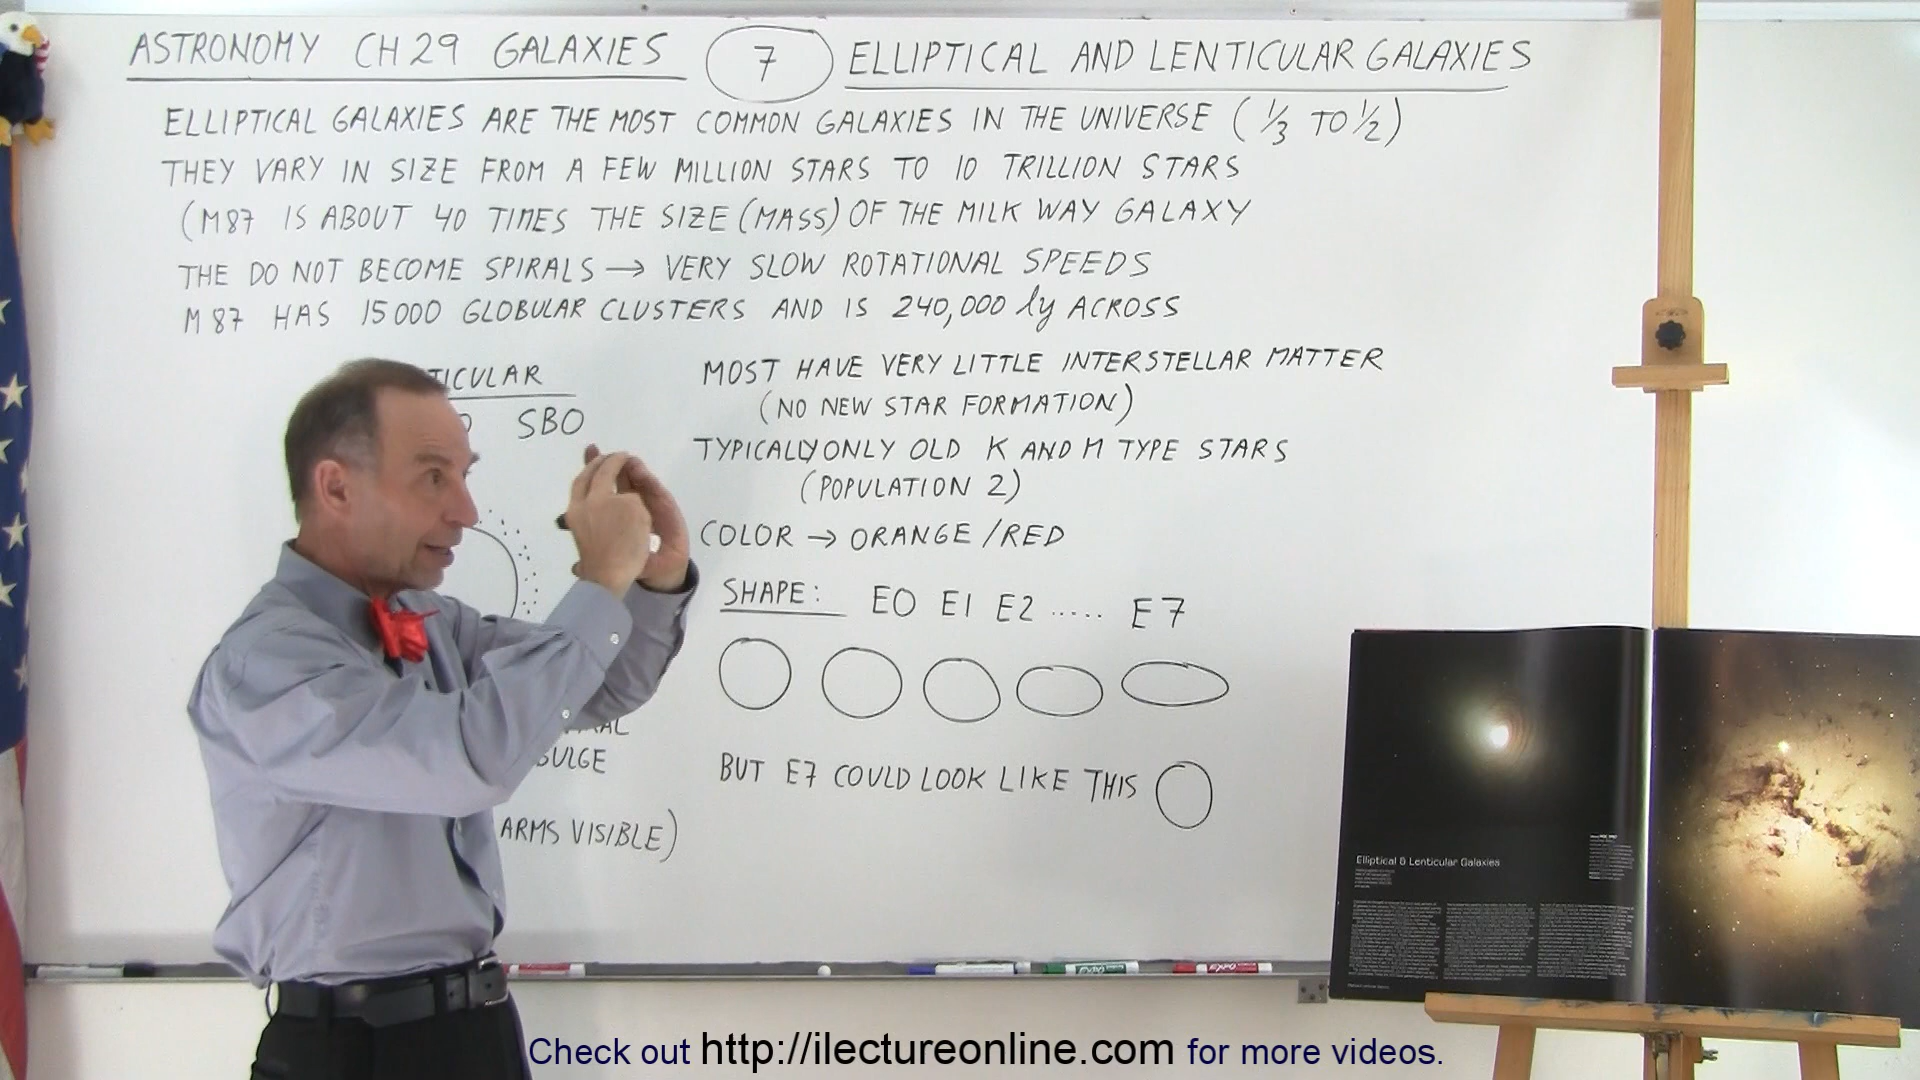 ASTRONOMY CH 29 GALAXIES 7 ELLIPTICAL AND LENTICULAR GALAXIES
ELLIPTICAL GALAXIES ARE THE MOST COMMON GALAXIES IN THE UNIVERSE (1/3 TO 1/2)
THEY VARY IN SIZE FROM A FEW MILLION STARS TO 10 TRILLION STARS
(M87 IS ABOUT 40 TIMES THE SIZE (MASS) OF THE MILK WAY GALAXY
THE DO NOT BECOME SPIRALS → VERY SLOW ROTATIONAL SPEEDS
M87 HAS 15000 GLOBULAR CLUSTERS AND IS 240,000 ly ACROSS
TICULAR
SBO
BULGE
ARMS VISIBLE)
MOST HAVE VERY LITTLE INTERSTELLAR MATTER
(NO NEW STAR FORMATION)
TYPICALLY ONLY OLD K AND M TYPE STARS
(POPULATION 2)
COLOR → ORANGE/RED
SHAPE: E0 E1 E2 ..... E7
BUT E7 COULD LOOK LIKE THIS
Elliptical & Lenticular Galaxies
Check out http://ilectureonline.com for more videos.